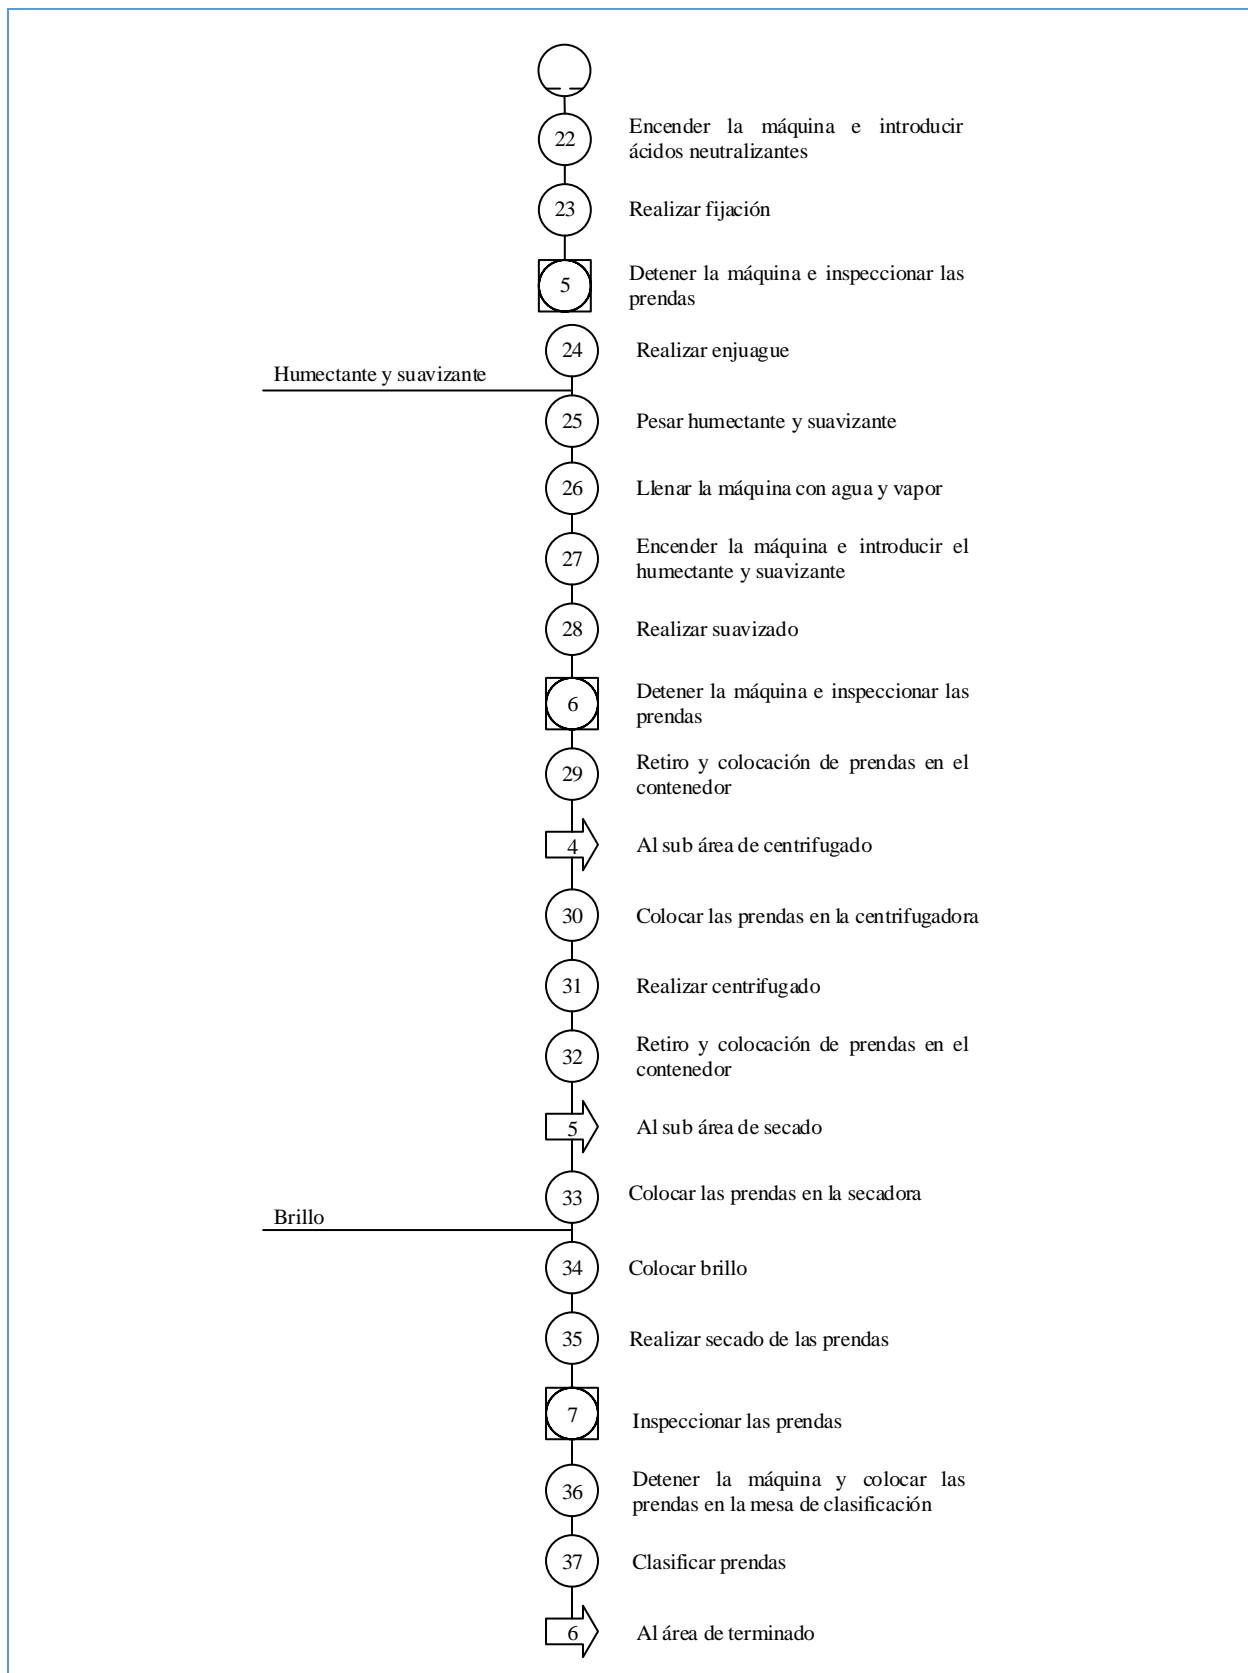 22
Encender la máquina e introducir
ácidos neutralizantes
23
Realizar fijación
5
Detener la máquina e inspeccionar las
prendas
24
Realizar enjuague
Humectante y suavizante
25
Pesar humectante y suavizante
26
Llenar la máquina con agua y vapor
27
Encender la máquina e introducir el
humectante y suavizante
28
Realizar suavizado
6
Detener la máquina e inspeccionar las
prendas
29
Retiro y colocación de prendas en el
contenedor
4
Al sub área de centrifugado
30
Colocar las prendas en la centrifugadora
31
Realizar centrifugado
32
Retiro y colocación de prendas en el
contenedor
5
Al sub área de secado
33
Colocar las prendas en la secadora
Brillo
34
Colocar brillo
35
Realizar secado de las prendas
7
Inspeccionar las prendas
36
Detener la máquina y colocar las
prendas en la mesa de clasificación
37
Clasificar prendas
6
Al área de terminado